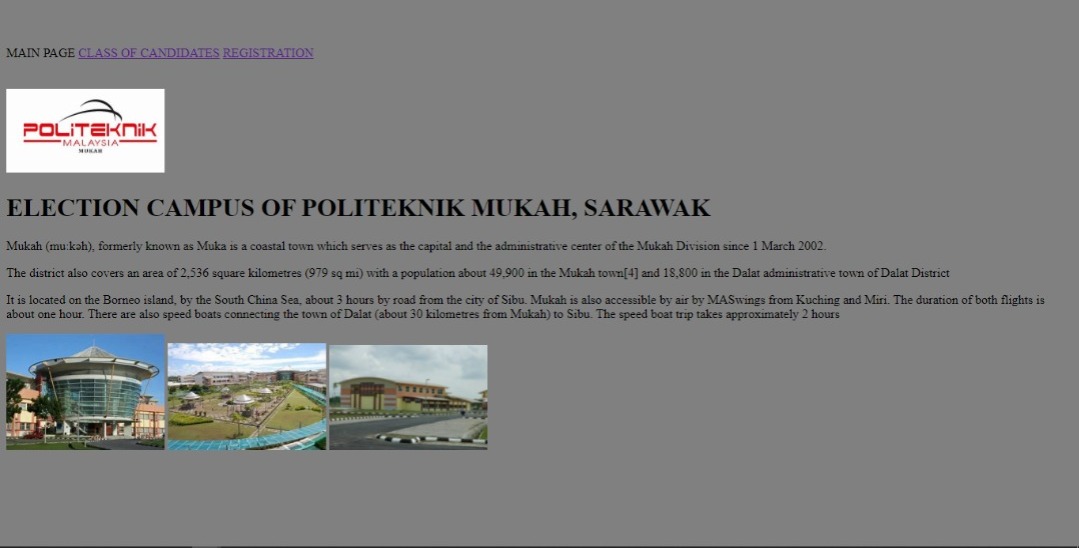 MAIN PAGE CLASS OF CANDIDATES REGISTRATION
POLiTEKNiK
MALAYSIA
MUKAH
ELECTION CAMPUS OF POLITEKNIK MUKAH, SARAWAK
Mukah (mu:kəh), formerly known as Muka is a coastal town which serves as the capital and the administrative center of the Mukah Division since 1 March 2002.
The district also covers an area of 2,536 square kilometres (979 sq mi) with a population about 49,900 in the Mukah town[4] and 18,800 in the Dalat administrative town of Dalat District
It is located on the Borneo island, by the South China Sea, about 3 hours by road from the city of Sibu. Mukah is also accessible by air by MASwings from Kuching and Miri. The duration of both flights is
about one hour. There are also speed boats connecting the town of Dalat (about 30 kilometres from Mukah) to Sibu. The speed boat trip takes approximately 2 hours